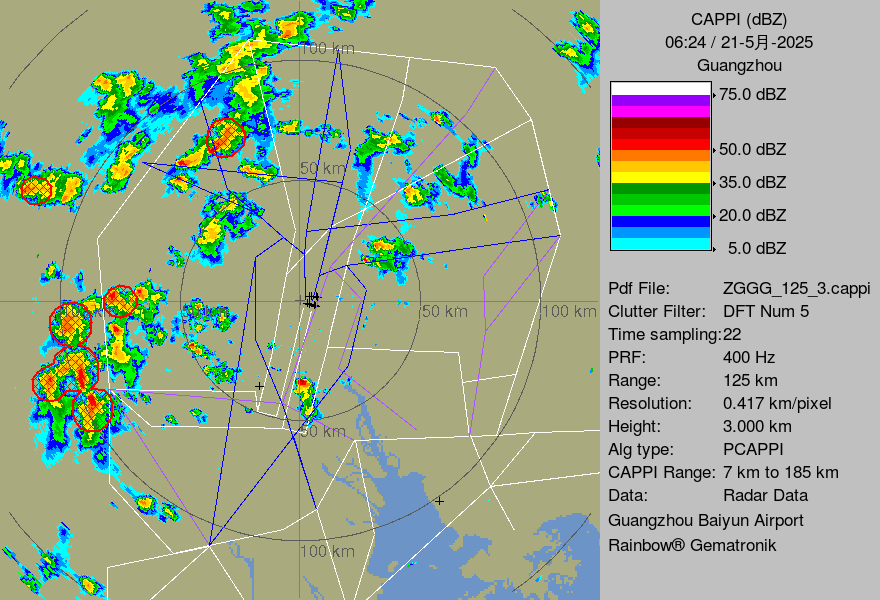 CAPPI (dBZ)
06:24 / 21-5月-2025
Guangzhou
75.0 dBZ
50.0 dBZ
35.0 dBZ
20.0 dBZ
5.0 dBZ
100 km
50 km
50 km
100 km
50 km
100 km
Pdf File: ZGGG_125_3.cappi
Clutter Filter: DFT Num 5
Time sampling:22
PRF: 400 Hz
Range: 125 km
Resolution: 0.417 km/pixel
Height: 3.000 km
Alg type: PCAPPI
CAPPI Range: 7 km to 185 km
Data: Radar Data
Guangzhou Baiyun Airport
Rainbow® Gematronik